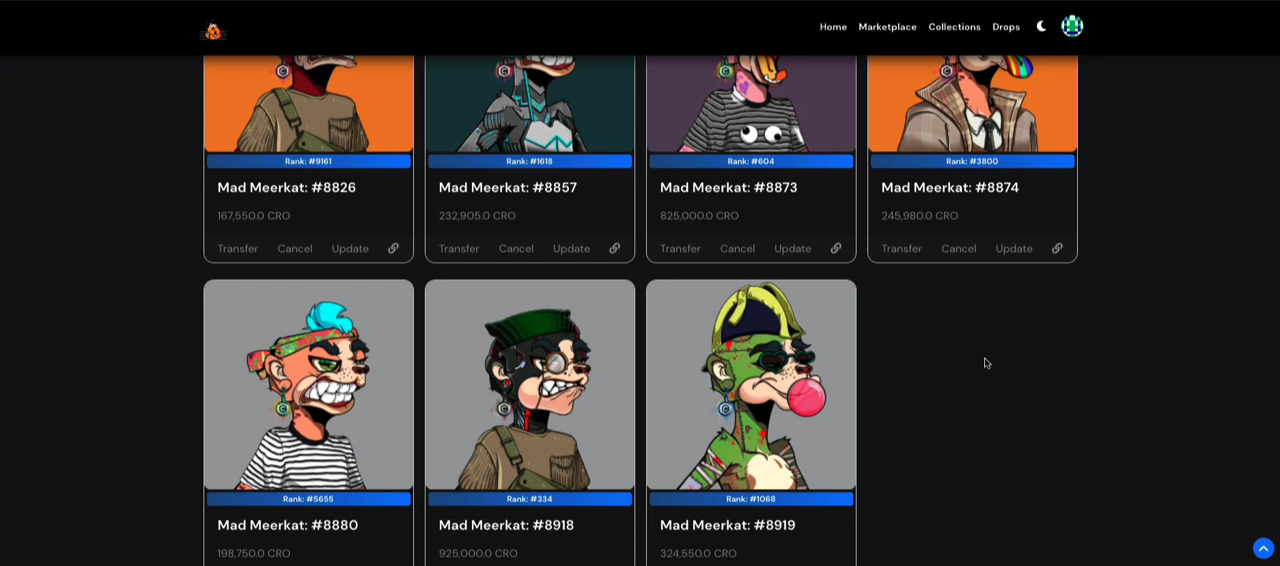 Home Marketplace Collections Drops
Rank: #9161 Rank: #1618 Rank: #604 Rank: #3800
Mad Meerkat: #8826 Mad Meerkat: #8857 Mad Meerkat: #8873 Mad Meerkat: #8874
167,550.0 CRO 232,905.0 CRO 825,000.0 CRO 245,980.0 CRO
Transfer Cancel Update Transfer Cancel Update Transfer Cancel Update Transfer Cancel Update
Rank: #5655 Rank: #334 Rank: #1068
Mad Meerkat: #8880 Mad Meerkat: #8918 Mad Meerkat: #8919
198,750.0 CRO 925,000.0 CRO 324,550.0 CRO